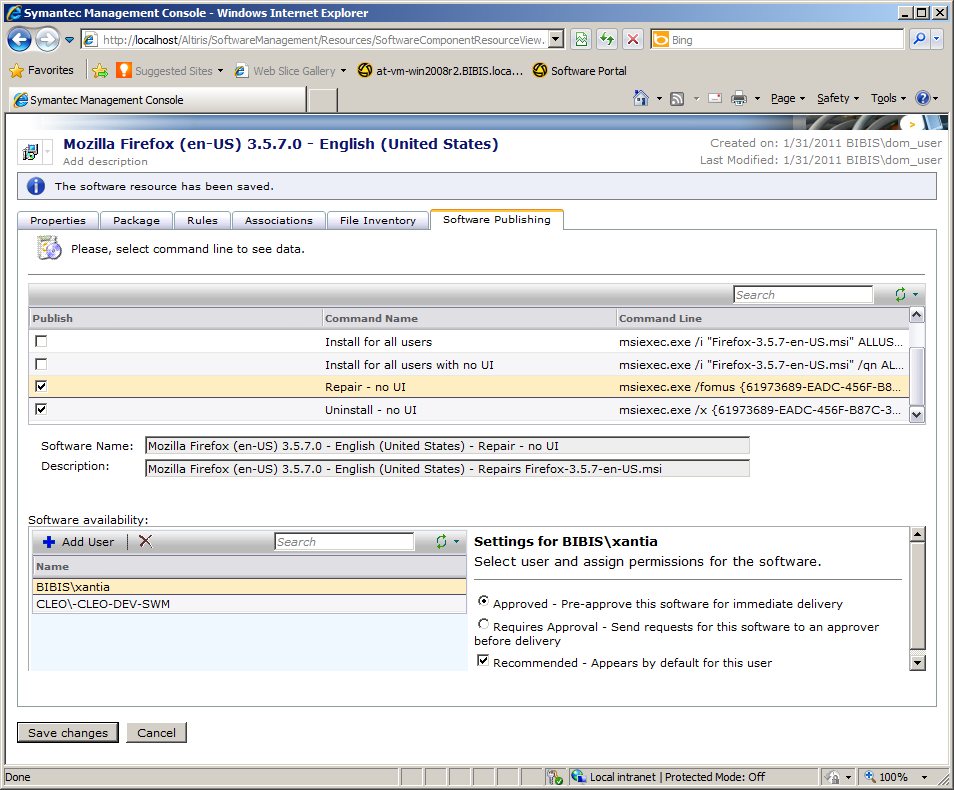 Symantec Management Console - Windows Internet Explorer
http://localhost/Altiris/SoftwareManagement/Resources/SoftwareComponentResourceView.
Bing
Favorites
Suggested Sites
Web Slice Gallery
at-vm-win2008r2.BIBIS.loca...
Software Portal
Symantec Management Console
Page
Safety
Tools
Mozilla Firefox (en-US) 3.5.7.0 - English (United States)
Add description
Created on: 1/31/2011 BIBIS\dom_user
Last Modified: 1/31/2011 BIBIS\dom_user
The software resource has been saved.
Properties
Package
Rules
Associations
File Inventory
Software Publishing
Please, select command line to see data.
Search
Publish
Command Name
Command Line
Install for all users
msiexec.exe /i "Firefox-3.5.7-en-US.msi" ALLUS...
Install for all users with no UI
msiexec.exe /i "Firefox-3.5.7-en-US.msi" /qn AL...
Repair - no UI
msiexec.exe /fomus {61973689-EADC-456F-B8...
Uninstall - no UI
msiexec.exe /x {61973689-EADC-456F-B87C-3...
Software Name:
Mozilla Firefox (en-US) 3.5.7.0 - English (United States) - Repair - no UI
Description:
Mozilla Firefox (en-US) 3.5.7.0 - English (United States) - Repairs Firefox-3.5.7-en-US.msi
Software availability:
Add User
Search
Name
BIBIS\xantia
CLEO\-CLEO-DEV-SWM
Settings for BIBIS\xantia
Select user and assign permissions for the software.
Approved - Pre-approve this software for immediate delivery
Requires Approval - Send requests for this software to an approver
before delivery
Recommended - Appears by default for this user
Save changes
Cancel
Done
Local intranet | Protected Mode: Off
100%